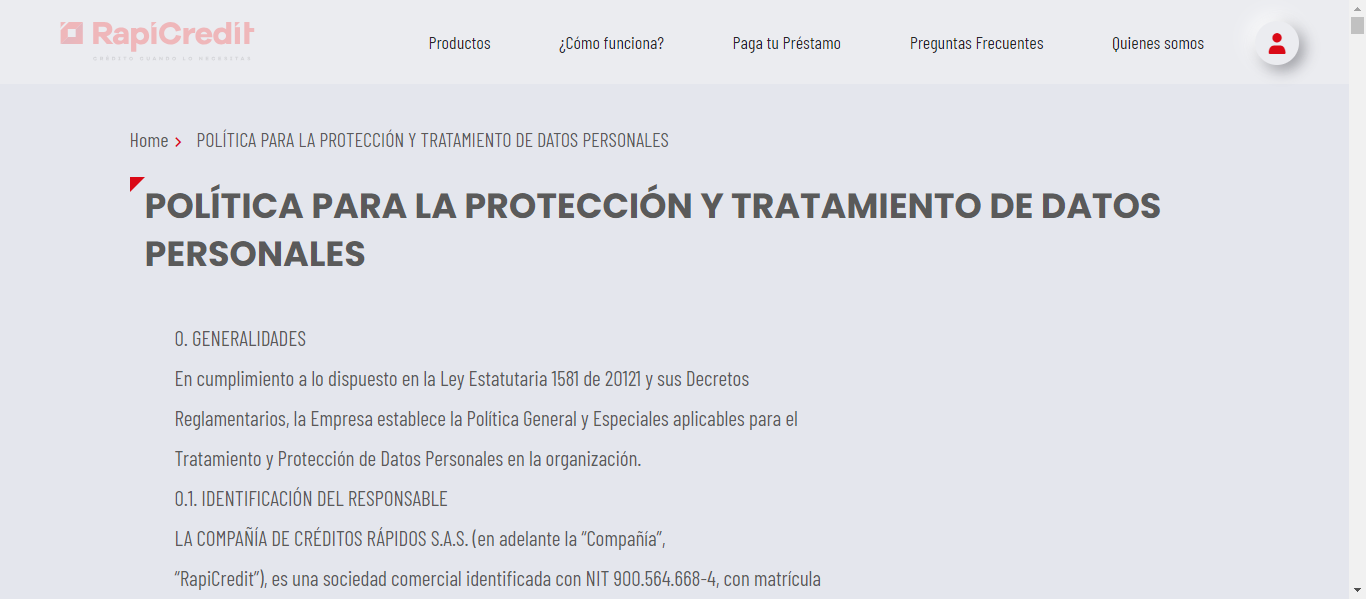 RapiCredit
CRÉDITO CUANDO LO NECESITAS
Productos
¿Cómo funciona?
Paga tu Préstamo
Preguntas Frecuentes
Quienes somos
Home > POLÍTICA PARA LA PROTECCIÓN Y TRATAMIENTO DE DATOS PERSONALES
POLÍTICA PARA LA PROTECCIÓN Y TRATAMIENTO DE DATOS
PERSONALES
0. GENERALIDADES
En cumplimiento a lo dispuesto en la Ley Estatutaria 1581 de 20121 y sus Decretos
Reglamentarios, la Empresa establece la Política General y Especiales aplicables para el
Tratamiento y Protección de Datos Personales en la organización.
0.1. IDENTIFICACIÓN DEL RESPONSABLE
LA COMPAÑÍA DE CRÉDITOS RÁPIDOS S.A.S. (en adelante la “Compañía”,
“RapiCredit”), es una sociedad comercial identificada con NIT 900.564.668-4, con matrícula